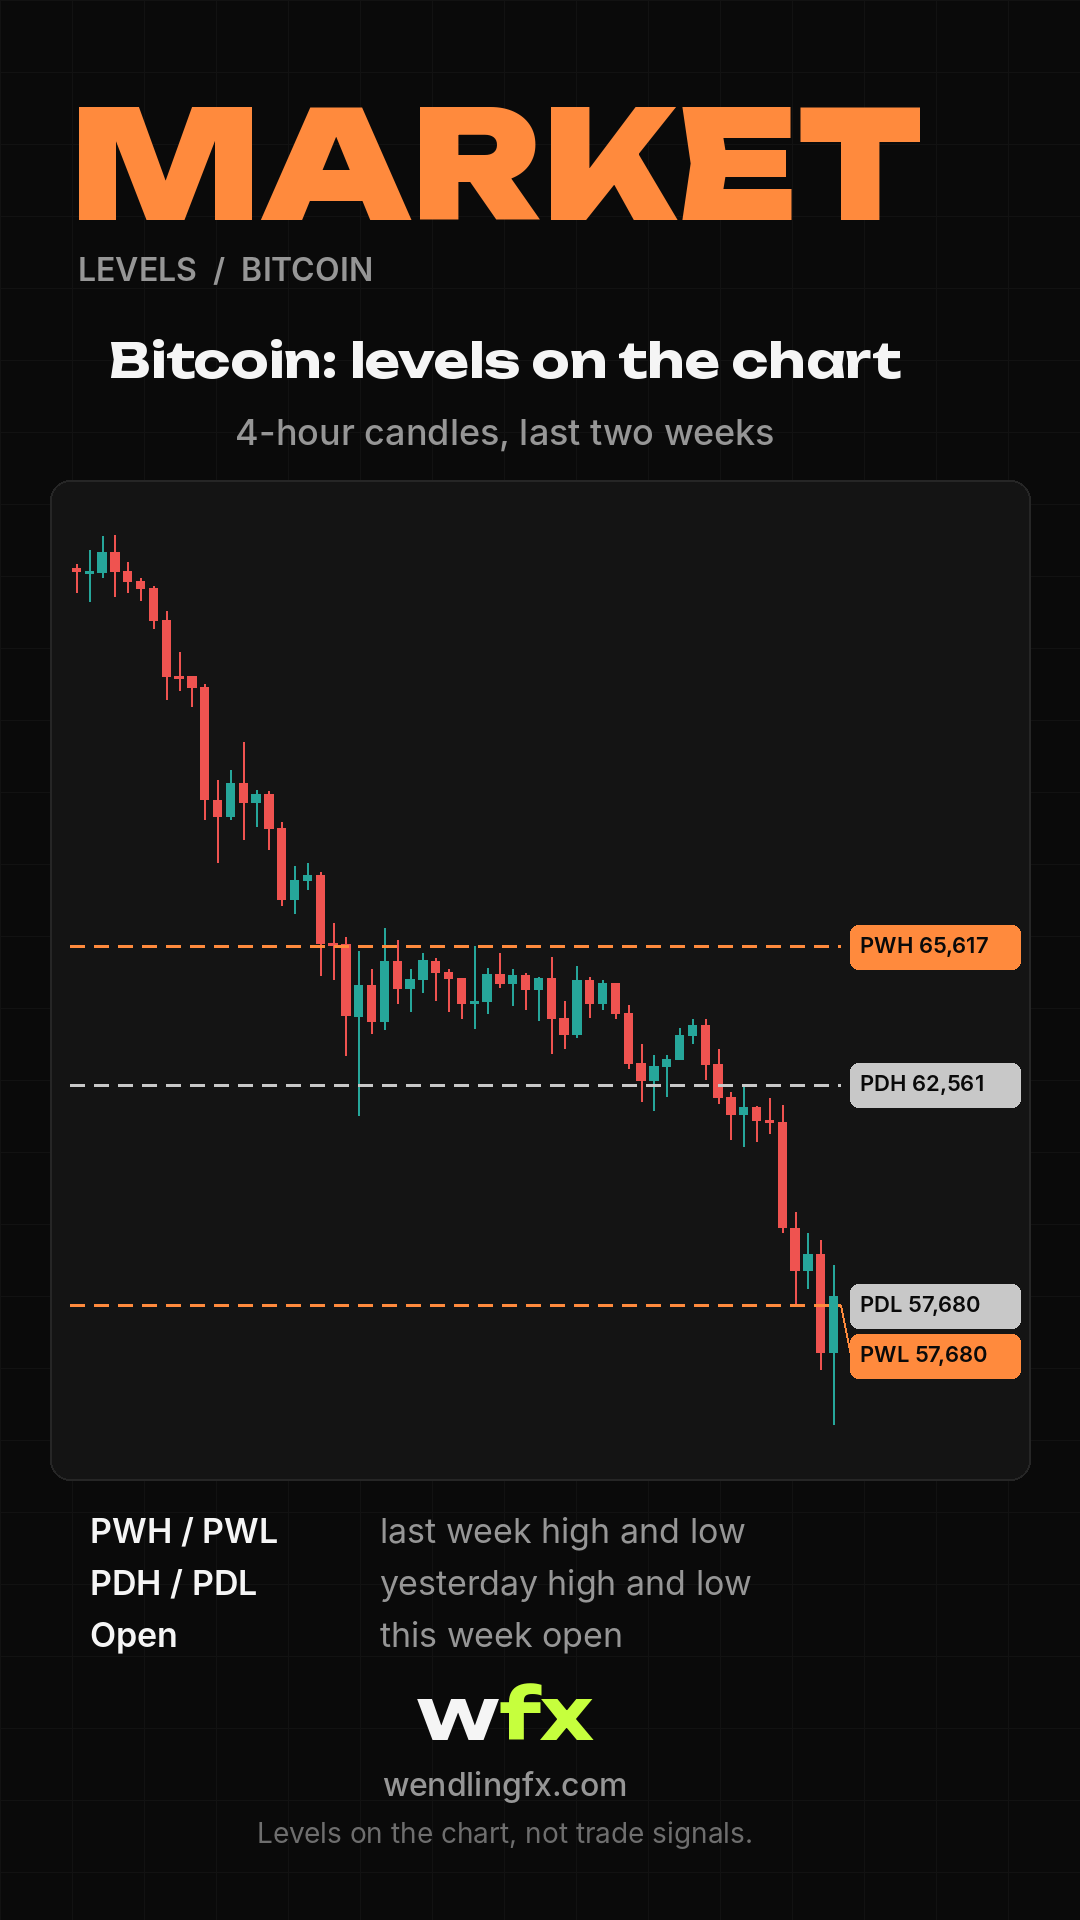 MARKET
LEVELS / BITCOIN
Bitcoin: levels on the chart
4-hour candles, last two weeks
PWH 65,617
PDH 62,561
PDL 57,680
PWL 57,680
PWH / PWL last week high and low
PDH / PDL yesterday high and low
Open this week open
wfx
wendlingfx.com
Levels on the chart, not trade signals.